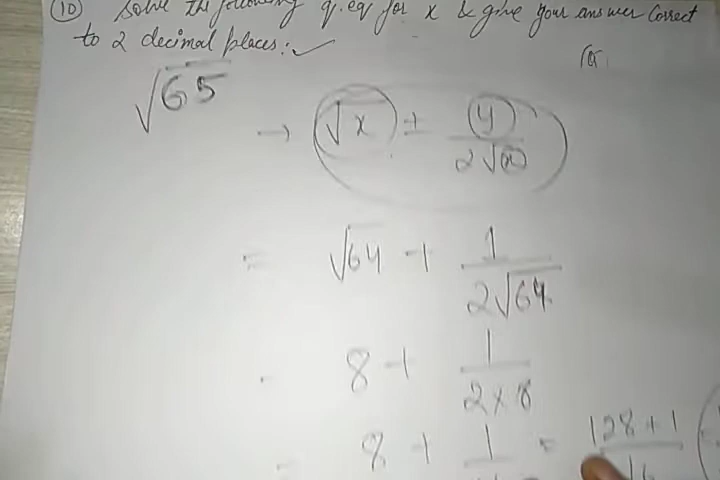 (10) Solve the following q. eq for x & give your answer correct
to 2 decimal places: ✓
(or
√65
→ √x ± y / 2√x
= √64 + 1 / 2√64
- 8 + 1 / 2×8
= 8 + 1 / = 128 + 1 / 16